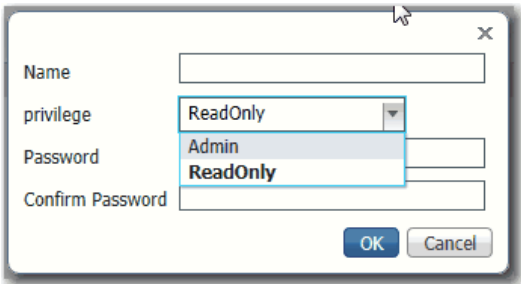 Name
privilege
ReadOnly
Admin
ReadOnly
Password
Confirm Password
OK
Cancel